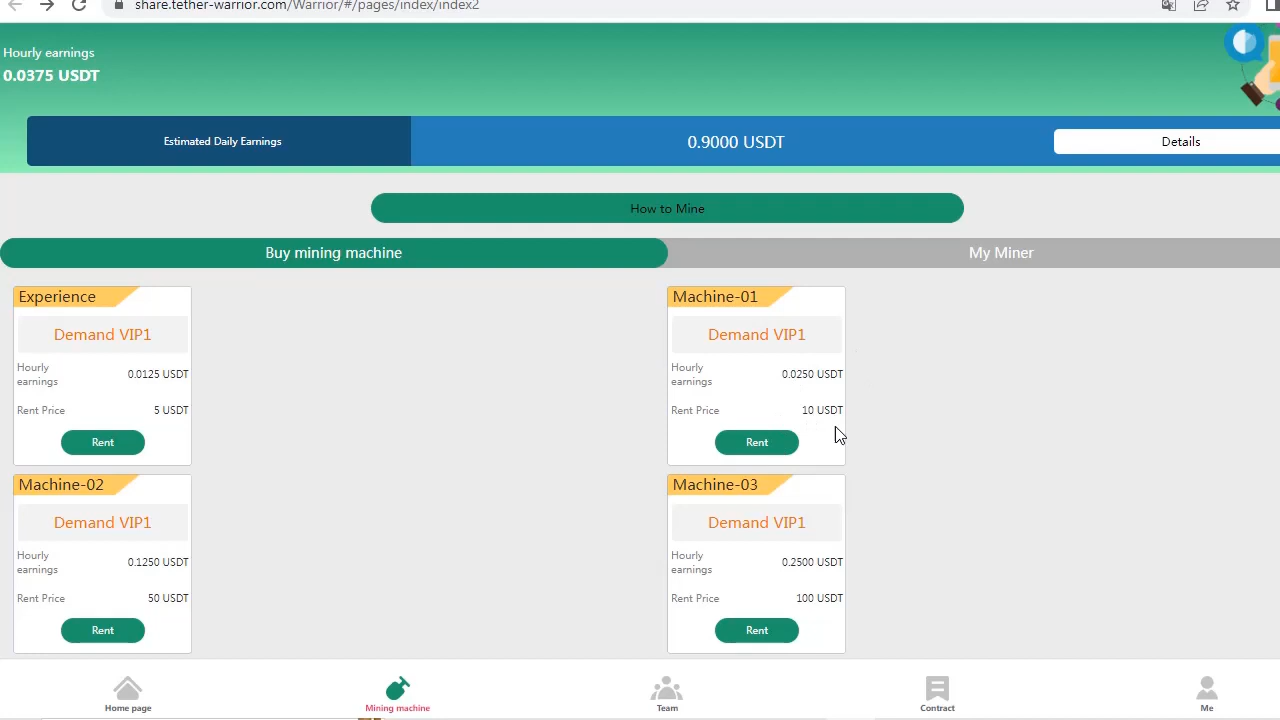 share.tether-warrior.com/Warrior/#/pages/index/index2
Hourly earnings
0.0375 USDT
Estimated Daily Earnings
0.9000 USDT
Details
How to Mine
Buy mining machine
My Miner
Experience
Demand VIP1
Hourly
earnings
0.0125 USDT
Rent Price
5 USDT
Rent
Machine-01
Demand VIP1
Hourly
earnings
0.0250 USDT
Rent Price
10 USDT
Rent
Machine-02
Demand VIP1
Hourly
earnings
0.1250 USDT
Rent Price
50 USDT
Rent
Machine-03
Demand VIP1
Hourly
earnings
0.2500 USDT
Rent Price
100 USDT
Rent
Home page
Mining machine
Team
Contract
Me